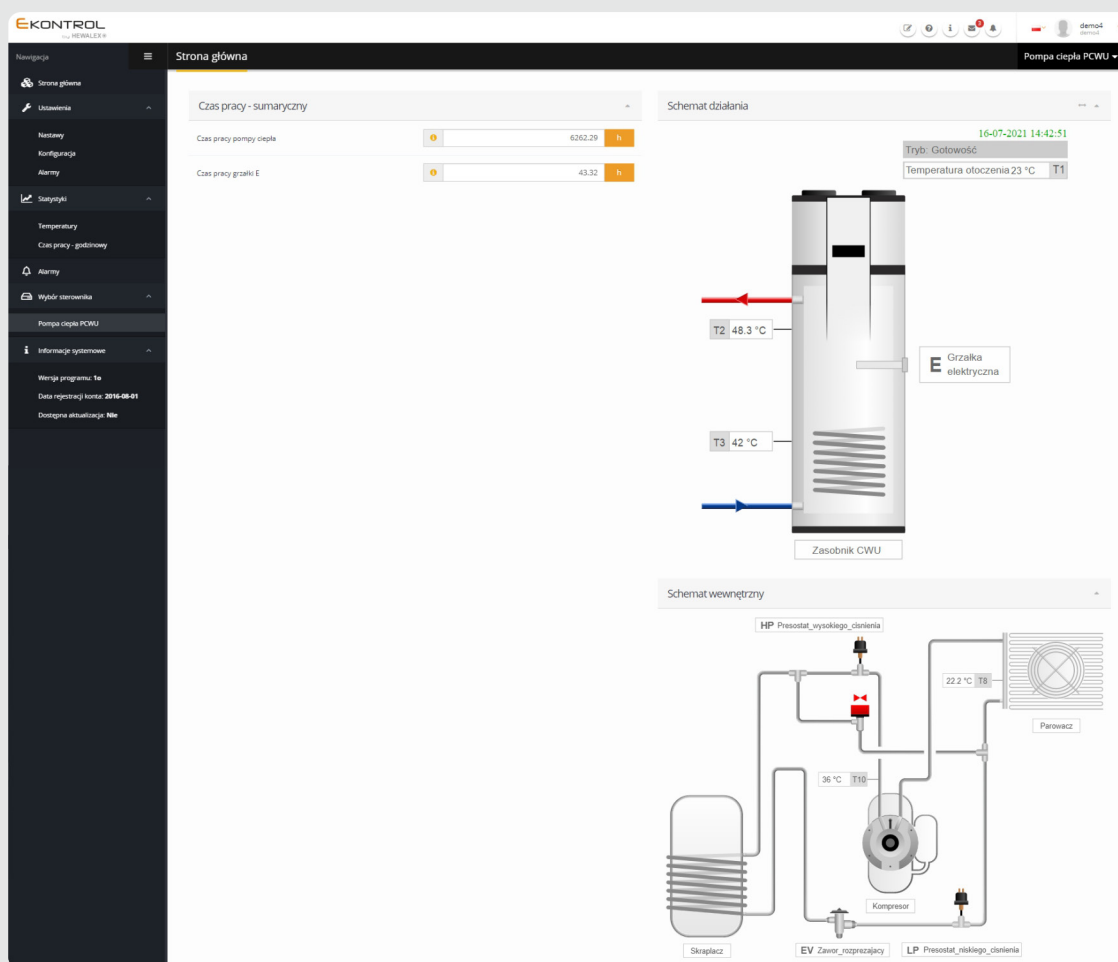 EKONTROL
by HEWALEX
3
demo4
demo4
Nawigacja
Strona główna
Pompa ciepła PCWU
Strona główna
Ustawienia
Nastawy
Konfiguracja
Alarmy
Statystyki
Temperatury
Czas pracy - godzinowy
Alarmy
Wybór sterownika
Pompa ciepła PCWU
Informacje systemowe
Wersja programu: 1o
Data rejestracji konta: 2016-08-01
Dostępna aktualizacja: Nie
Czas pracy - sumaryczny
Czas pracy pompy ciepła 6262.29 h
Czas pracy grzałki E 43.32 h
Schemat działania
16-07-2021 14:42:51
Tryb: Gotowość
Temperatura otoczenia 23 °C T1
T2 48.3 °C
E Grzałka
elektryczna
T3 42 °C
Zasobnik CWU
Schemat wewnętrzny
HP Presostat_wysokiego_cisnienia
22.2 °C T8
Parowacz
36 °C T10
Kompresor
Skraplacz
EV Zawor_rozprezajacy
LP Presostat_niskiego_cisnienia